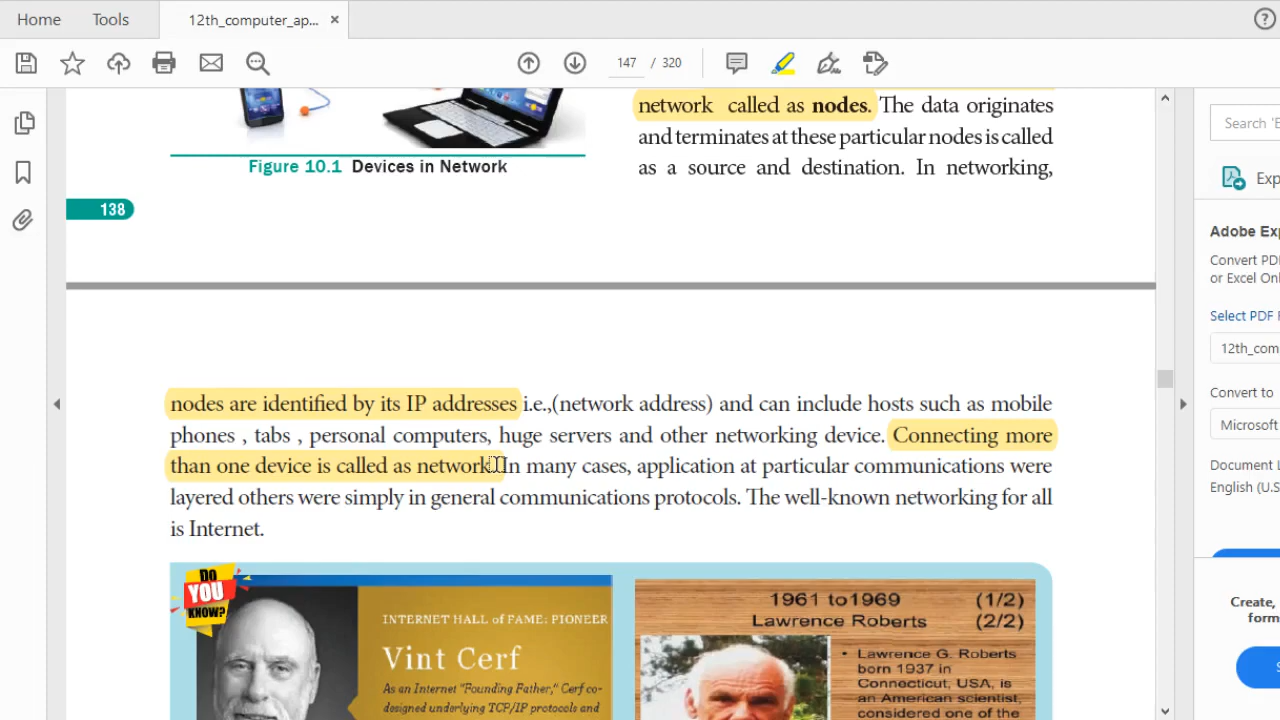 Home Tools 12th_computer_ap... ×
147 / 320
network called as nodes. The data originates
and terminates at these particular nodes is called
as a source and destination. In networking,
Figure 10.1 Devices in Network
138
nodes are identified by its IP addresses i.e.,(network address) and can include hosts such as mobile
phones , tabs , personal computers, huge servers and other networking device. Connecting more
than one device is called as network. In many cases, application at particular communications were
layered others were simply in general communications protocols. The well-known networking for all
is Internet.
DO
YOU
KNOW?
INTERNET HALL of FAME: PIONEER
Vint Cerf
As an Internet "Founding Father," Cerf co-
designed underlying TCP/IP protocols and
1961 to1969 (1/2)
Lawrence Roberts (2/2)
• Lawrence G. Roberts
born 1937 in
Connecticut, USA, is
an American scientist,
considered one of the
Search 'E
Exp
Adobe Exp
Convert PDF
or Excel Onl
Select PDF F
12th_com
Convert to
Microsoft
Document L
English (U.S
Create,
form